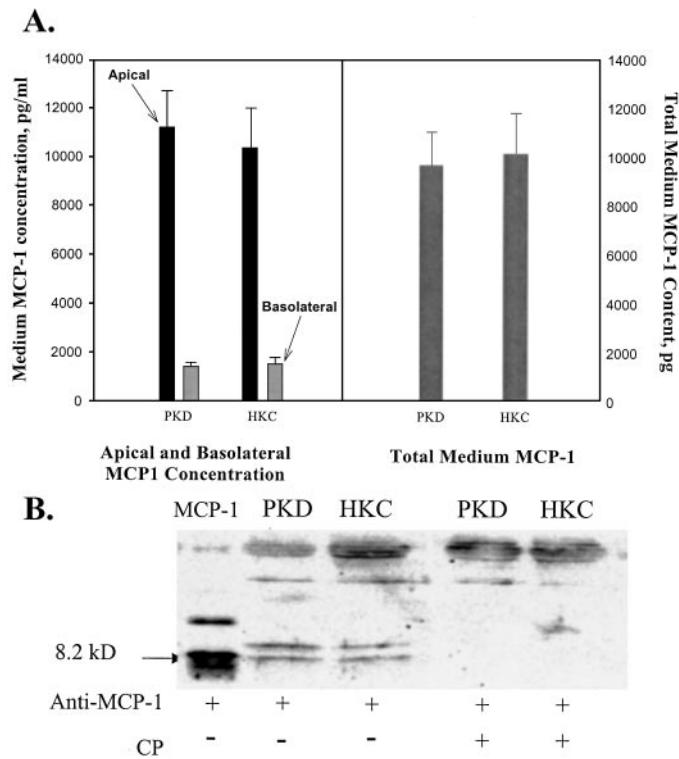 A.
Medium MCP-1 concentration, pg/ml
14000
12000
10000
8000
6000
4000
2000
0
Apical
Basolateral
PKD
HKC
Apical and Basolateral
MCP1 Concentration
PKD
HKC
Total Medium MCP-1
14000
12000
10000
8000
6000
4000
2000
0
Total Medium MCP-1 Content, pg
B.
MCP-1 PKD HKC PKD HKC
8.2 kD
Anti-MCP-1 + + + + +
CP - - - + +